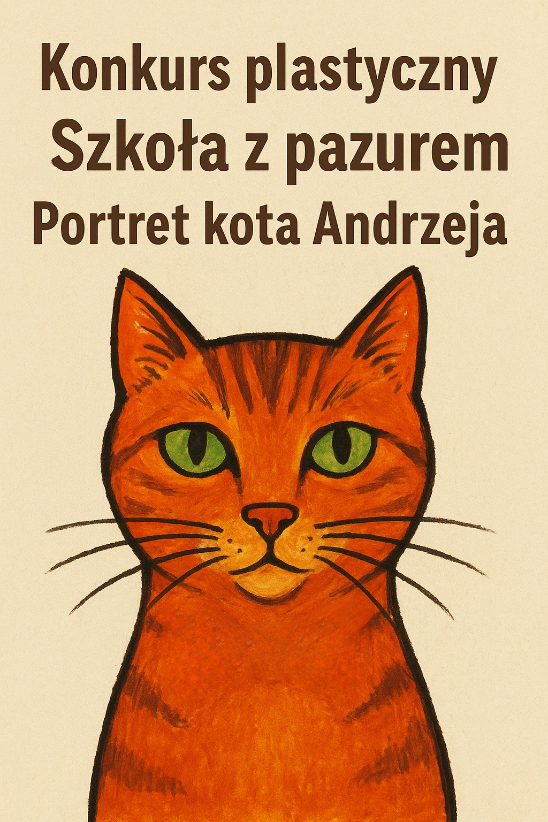 Konkurs plastyczny
Szkoła z pazurem
Portret kota Andrzeja